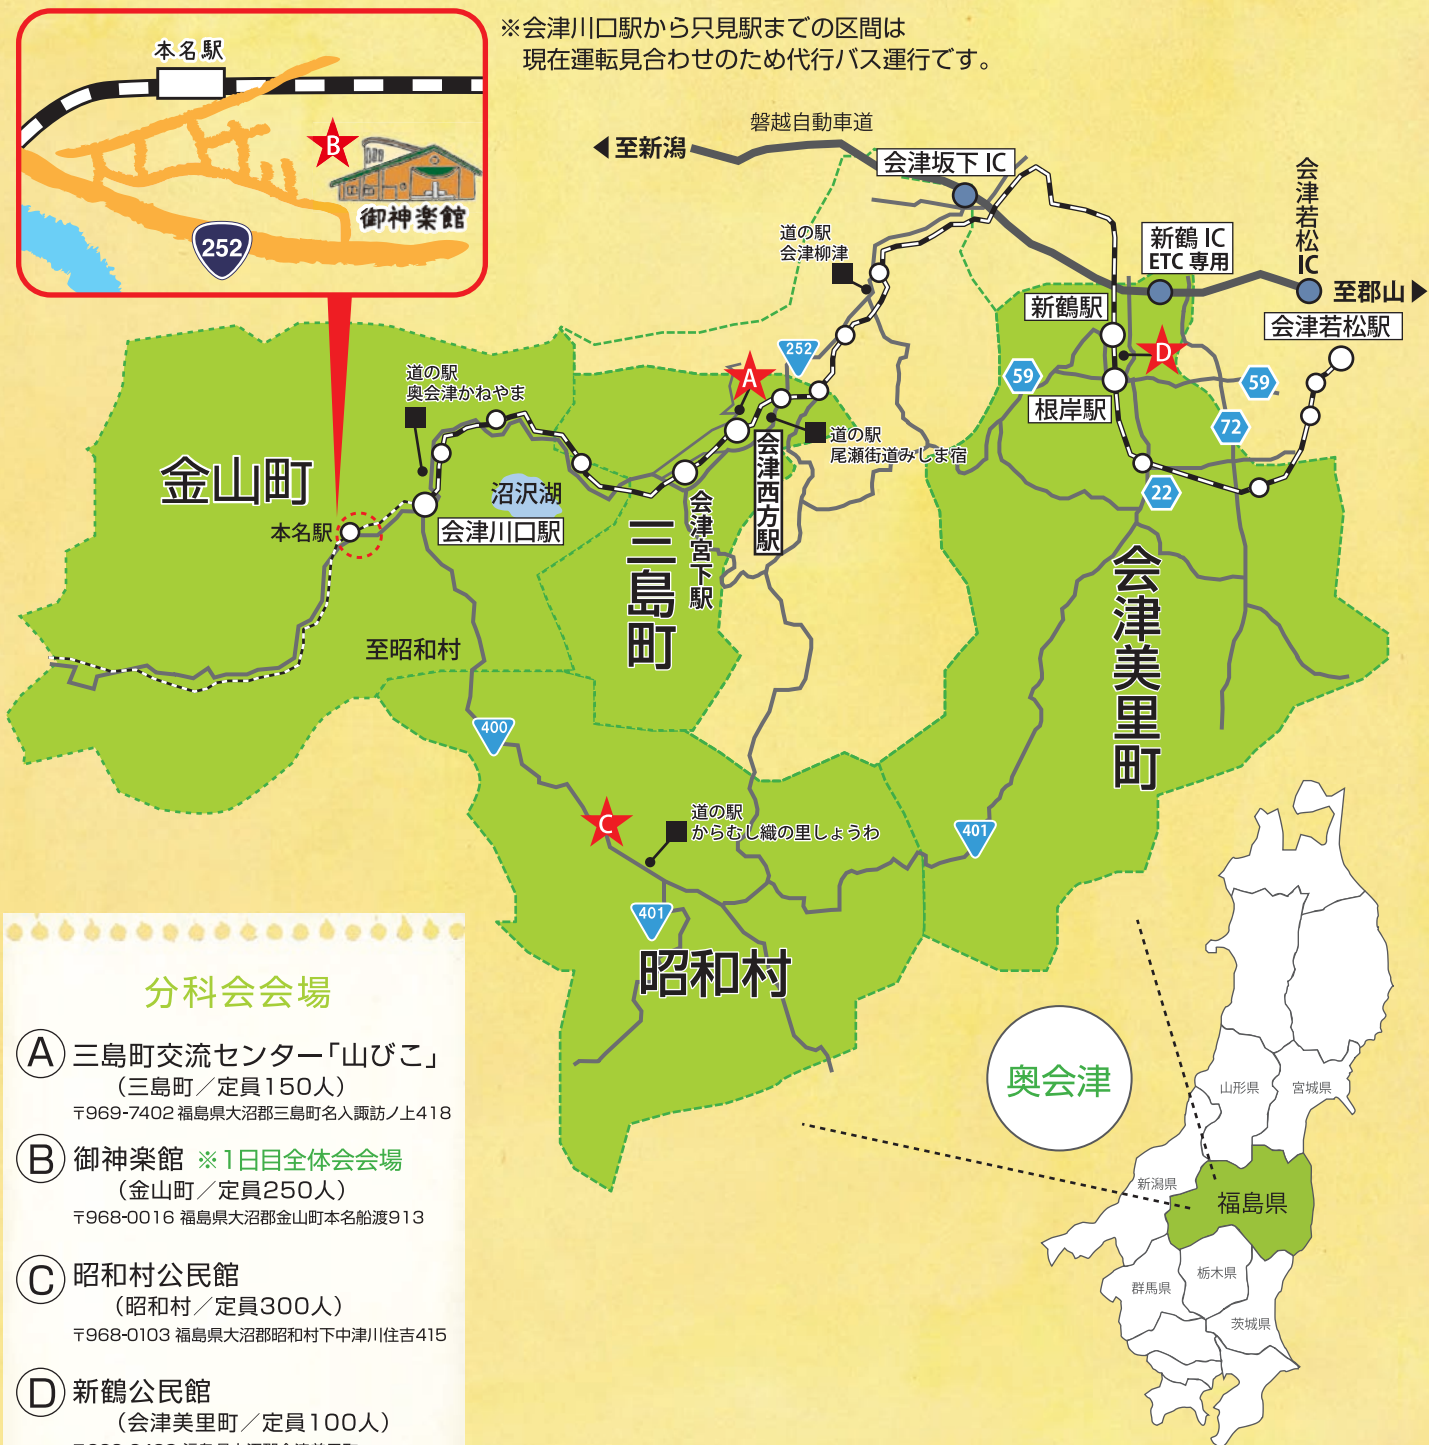 ※会津川口駅から只見駅までの区間は
現在運転見合わせのため代行バス運行です。
本名駅
B
御神楽館
252
磐越自動車道
至新潟
会津坂下 IC
会津若松IC
道の駅
会津柳津
新鶴 IC
ETC 専用
至郡山
新鶴駅
会津若松駅
252
A
D
59
59
道の駅
奥会津かねやま
根岸駅
72
道の駅
尾瀬街道みしま宿
金山町
沼沢湖
会津西方駅
22
本名駅
会津川口駅
会津宮下駅
三島町
会津美里町
至昭和村
400
C
道の駅
からむし織の里しょうわ
401
401
昭和村
分科会会場
A 三島町交流センター「山びこ」
（三島町／定員150人）
〒969-7402 福島県大沼郡三島町名入諏訪ノ上418
B 御神楽館 ※1日目全体会会場
（金山町／定員250人）
〒968-0016 福島県大沼郡金山町本名船渡913
C 昭和村公民館
（昭和村／定員300人）
〒968-0103 福島県大沼郡昭和村下中津川住吉415
D 新鶴公民館
（会津美里町／定員100人）
奥会津
山形県
宮城県
新潟県
福島県
栃木県
群馬県
茨城県